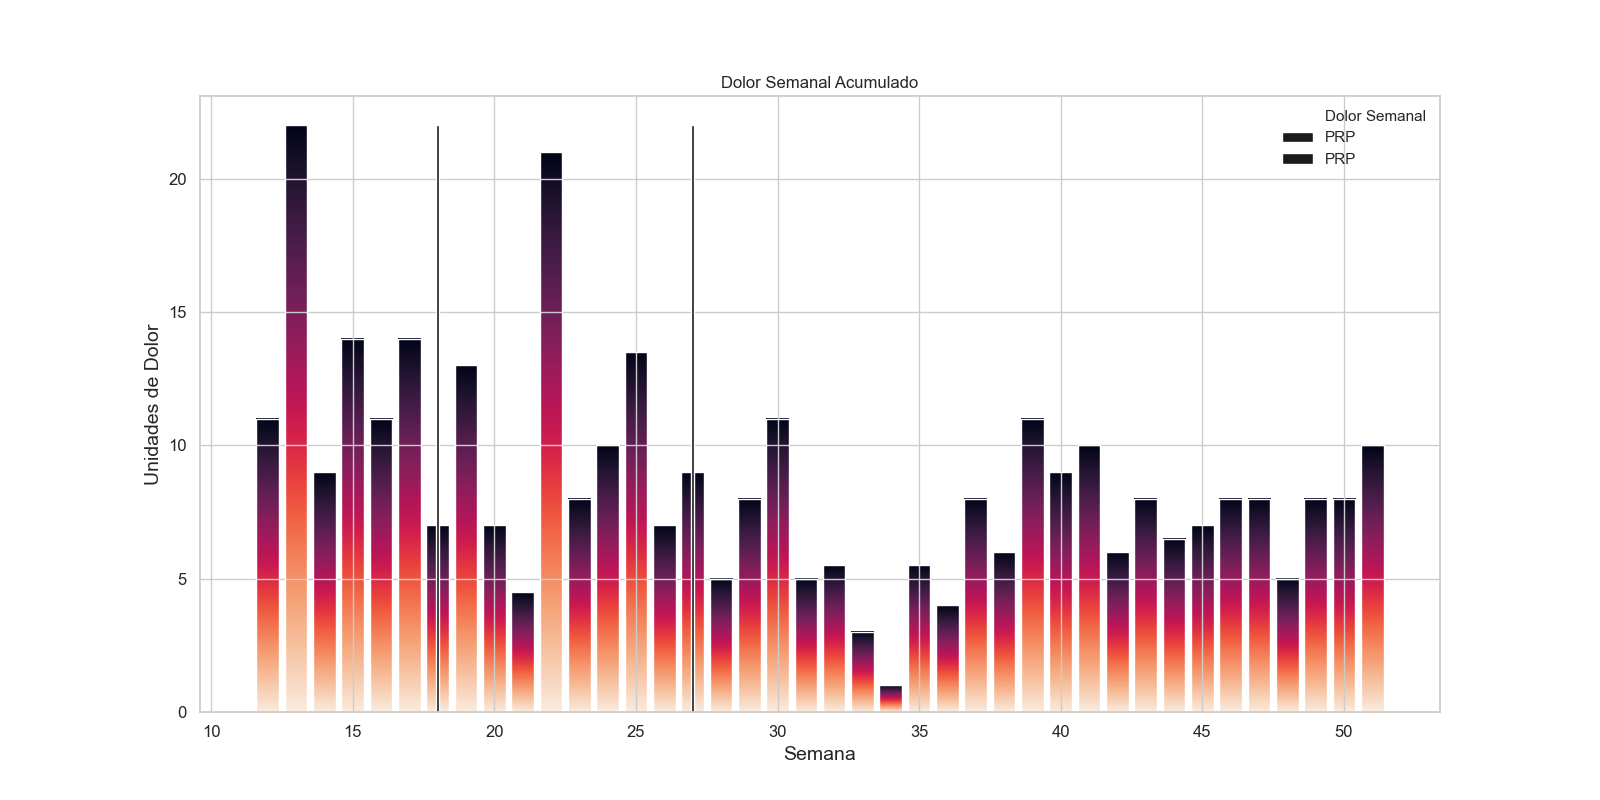 Dolor Semanal Acumulado
Dolor Semanal
PRP
PRP
Unidades de Dolor
20
15
10
5
0
10 15 20 25 30 35 40 45 50
Semana